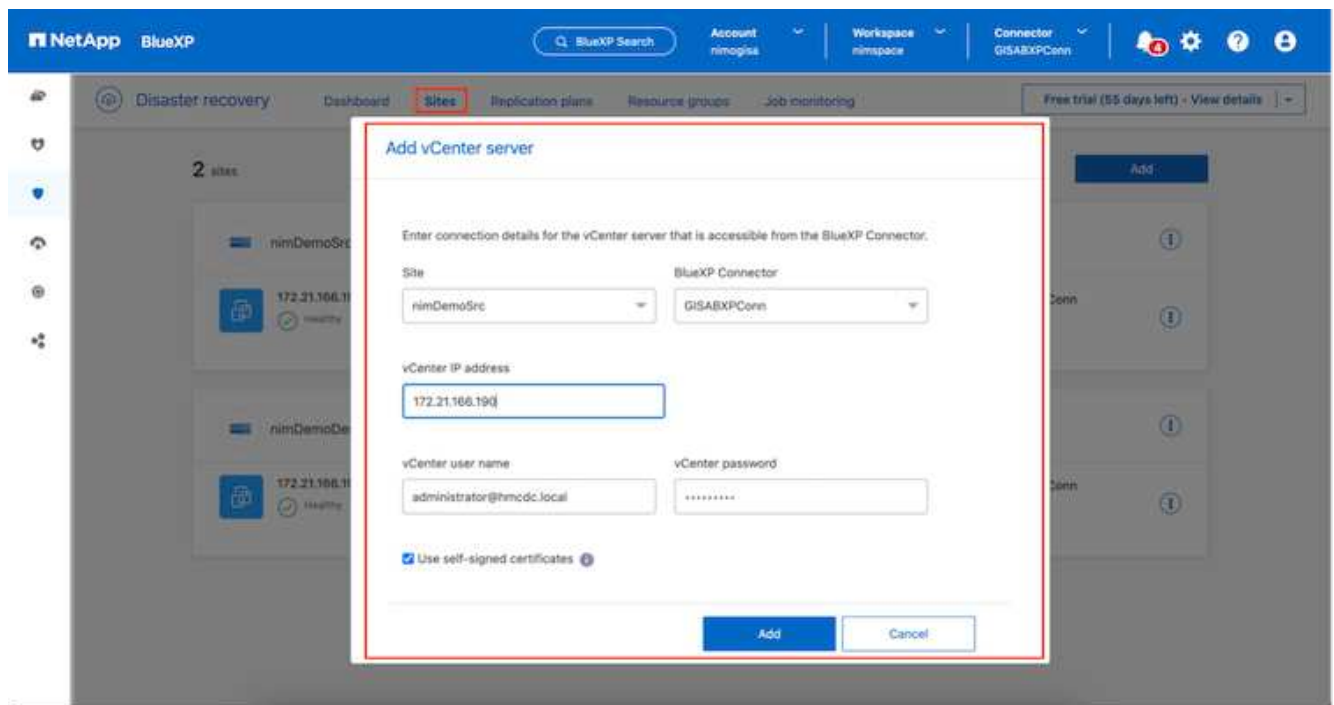 NetApp BlueXP
BlueXP Search
Account
nimogisa
Workspace
nimspace
Connector
GISABXPConn
4
Disaster recovery
Dashboard
Sites
Replication plans
Resource groups
Job monitoring
Free trial (55 days left) - View details
2 sites
Add
Add vCenter server
Enter connection details for the vCenter server that is accessible from the BlueXP Connector.
Site
BlueXP Connector
nimDemoSrc
GISABXPConn
vCenter IP address
172.21.166.190
vCenter user name
vCenter password
administrator@hmcdc.local
•••••••••
Use self-signed certificates
Add
Cancel
nimDemoSrc
172.21.166.1
Healthy
Conn
nimDemoDe
172.21.166.1
Healthy
Conn